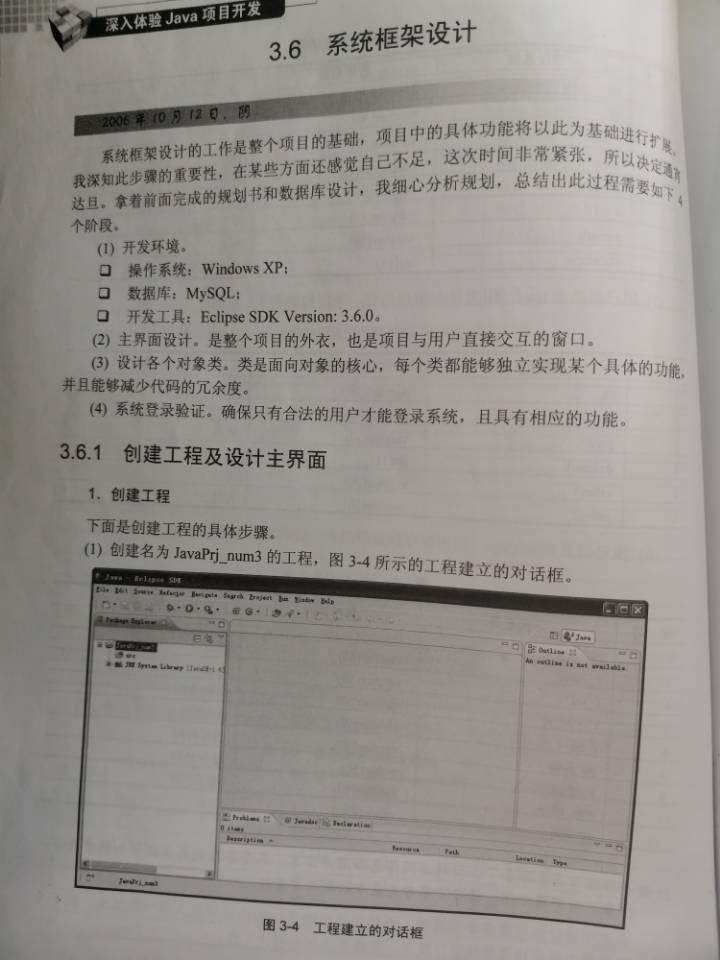 深入体验 Java 项目开发
3.6 系统框架设计
2006 年 10 月 12 日，阴
系统框架设计的工作是整个项目的基础，项目中的具体功能将以此为基础进行扩展。
我深知此步骤的重要性，在某些方面还感觉自己不足，这次时间非常紧张，所以决定通宵
达旦。拿着前面完成的规划书和数据库设计，我细心分析规划，总结出此过程需要如下 4
个阶段。
(1) 开发环境。
❑ 操作系统：Windows XP；
❑ 数据库：MySQL；
❑ 开发工具：Eclipse SDK Version: 3.6.0。
(2) 主界面设计。是整个项目的外衣，也是项目与用户直接交互的窗口。
(3) 设计各个对象类。类是面向对象的核心，每个类都能够独立实现某个具体的功能，
并且能够减少代码的冗余度。
(4) 系统登录验证。确保只有合法的用户才能登录系统，且具有相应的功能。
3.6.1 创建工程及设计主界面
1. 创建工程
下面是创建工程的具体步骤。
(1) 创建名为 JavaPrj_num3 的工程，图 3-4 所示的工程建立的对话框。
Java - Eclipse SDK
File Edit Source Refactor Navigate Search Project Run Window Help
Java
Package Explorer
Outline
JavaPrj_num3
An outline is not available.
src
JRE System Library [JavaSE-1.6]
Problems Javadoc Declaration
0 items
Description Resource Path Location Type
JavaPrj_num3
图 3-4 工程建立的对话框